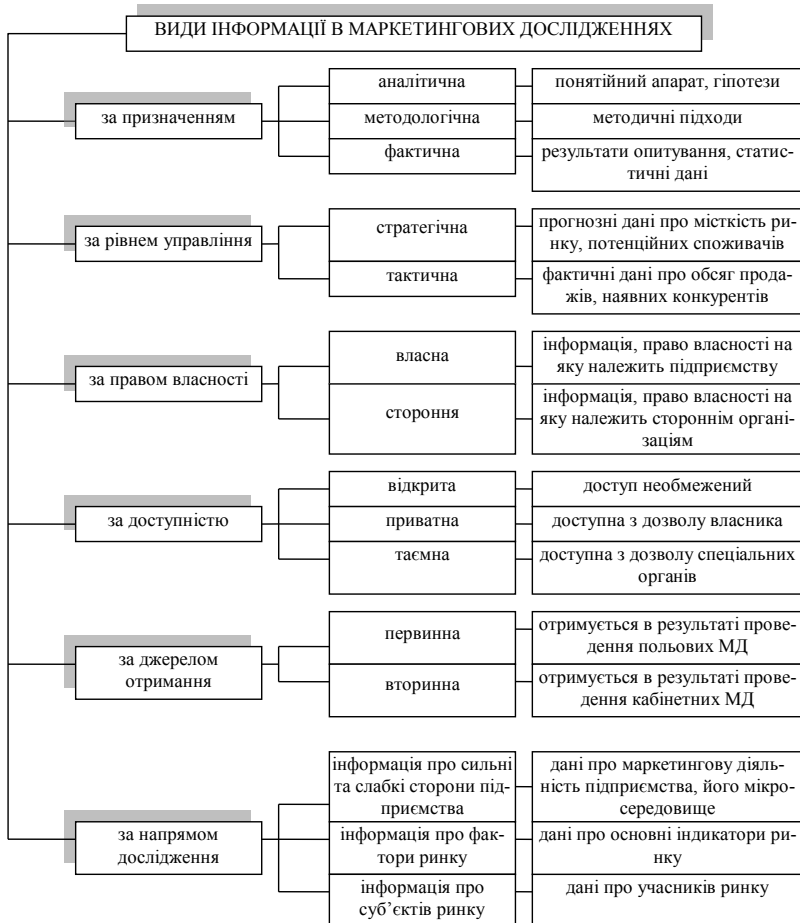 ВИДИ ІНФОРМАЦІЇ В МАРКЕТИНГОВИХ ДОСЛІДЖЕННЯХ
за призначенням
аналітична
понятійний апарат, гіпотези
методологічна
методичні підходи
фактична
результати опитування, статис-
тичні дані
за рівнем управління
стратегічна
прогнозні дані про місткість ри-
нку, потенційних споживачів
тактична
фактичні дані про обсяг прода-
жів, наявних конкурентів
за правом власності
власна
інформація, право власності на
яку належить підприємству
стороння
інформація, право власності на
яку належить стороннім органі-
заціям
за доступністю
відкрита
доступ необмежений
приватна
доступна з дозволу власника
таємна
доступна з дозволу спеціальних
органів
за джерелом
отримання
первинна
отримується в результаті прове-
дення польових МД
вторинна
отримується в результаті прове-
дення кабінетних МД
за напрямом
дослідження
інформація про сильні
та слабкі сторони під-
приємства
дані про маркетингову діяль-
ність підприємства, його мікро-
середовище
інформація про фак-
тори ринку
дані про основні індикатори ри-
нку
інформація про
суб’єктів ринку
дані про учасників ринку